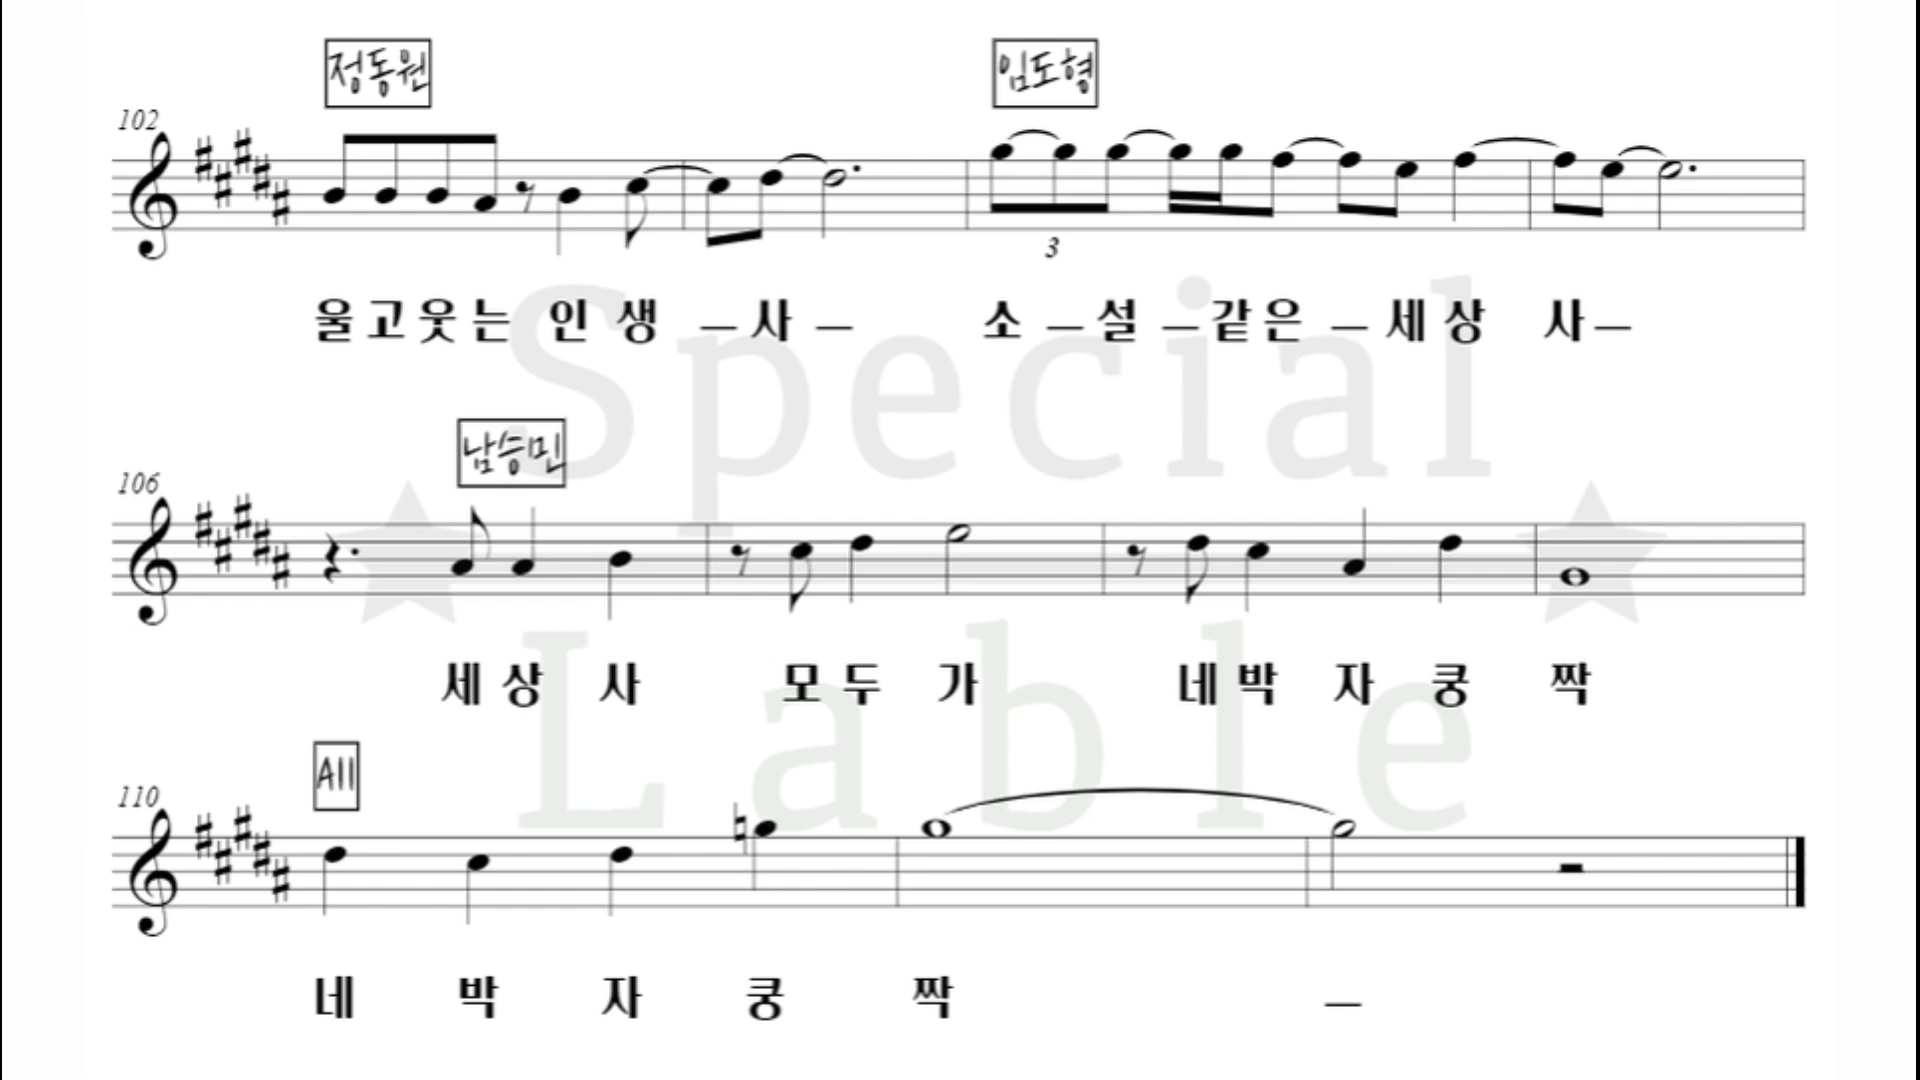 정동원 임도형
102
3
울고웃는 인 생 – 사 – 소 – 설 – 같은 – 세상 사 –
남승민
106
세 상 사 모 두 가 네 박 자 쿵 짝
All
110
네 박 자 쿵 짝 –
Special
Lable